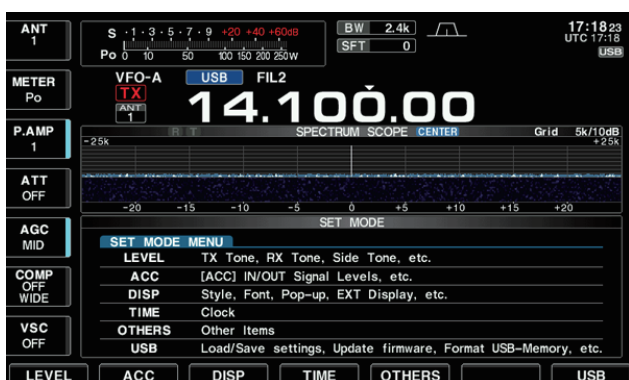 ANT
1
S ·1·3·5·7·9 +20 +40 +60dB
Po 0 10 50 100 150 200 250W
BW 2.4k
SFT 0
17:18 23
UTC 17:18
USB
METER
Po
VFO-A USB FIL2
TX
ANT
1
14.100.00
P.AMP
1
R T SPECTRUM SCOPE CENTER Grid 5k/10dB
-25k +25k
ATT
OFF
-20 -15 -10 -5 0 +5 +10 +15 +20
AGC
MID
SET MODE
SET MODE MENU
LEVEL TX Tone, RX Tone, Side Tone, etc.
ACC [ACC] IN/OUT Signal Levels, etc.
COMP
OFF
WIDE
DISP Style, Font, Pop-up, EXT Display, etc.
TIME Clock
VSC
OFF
OTHERS Other Items
USB Load/Save settings, Update firmware, Format USB-Memory, etc.
LEVEL ACC DISP TIME OTHERS USB